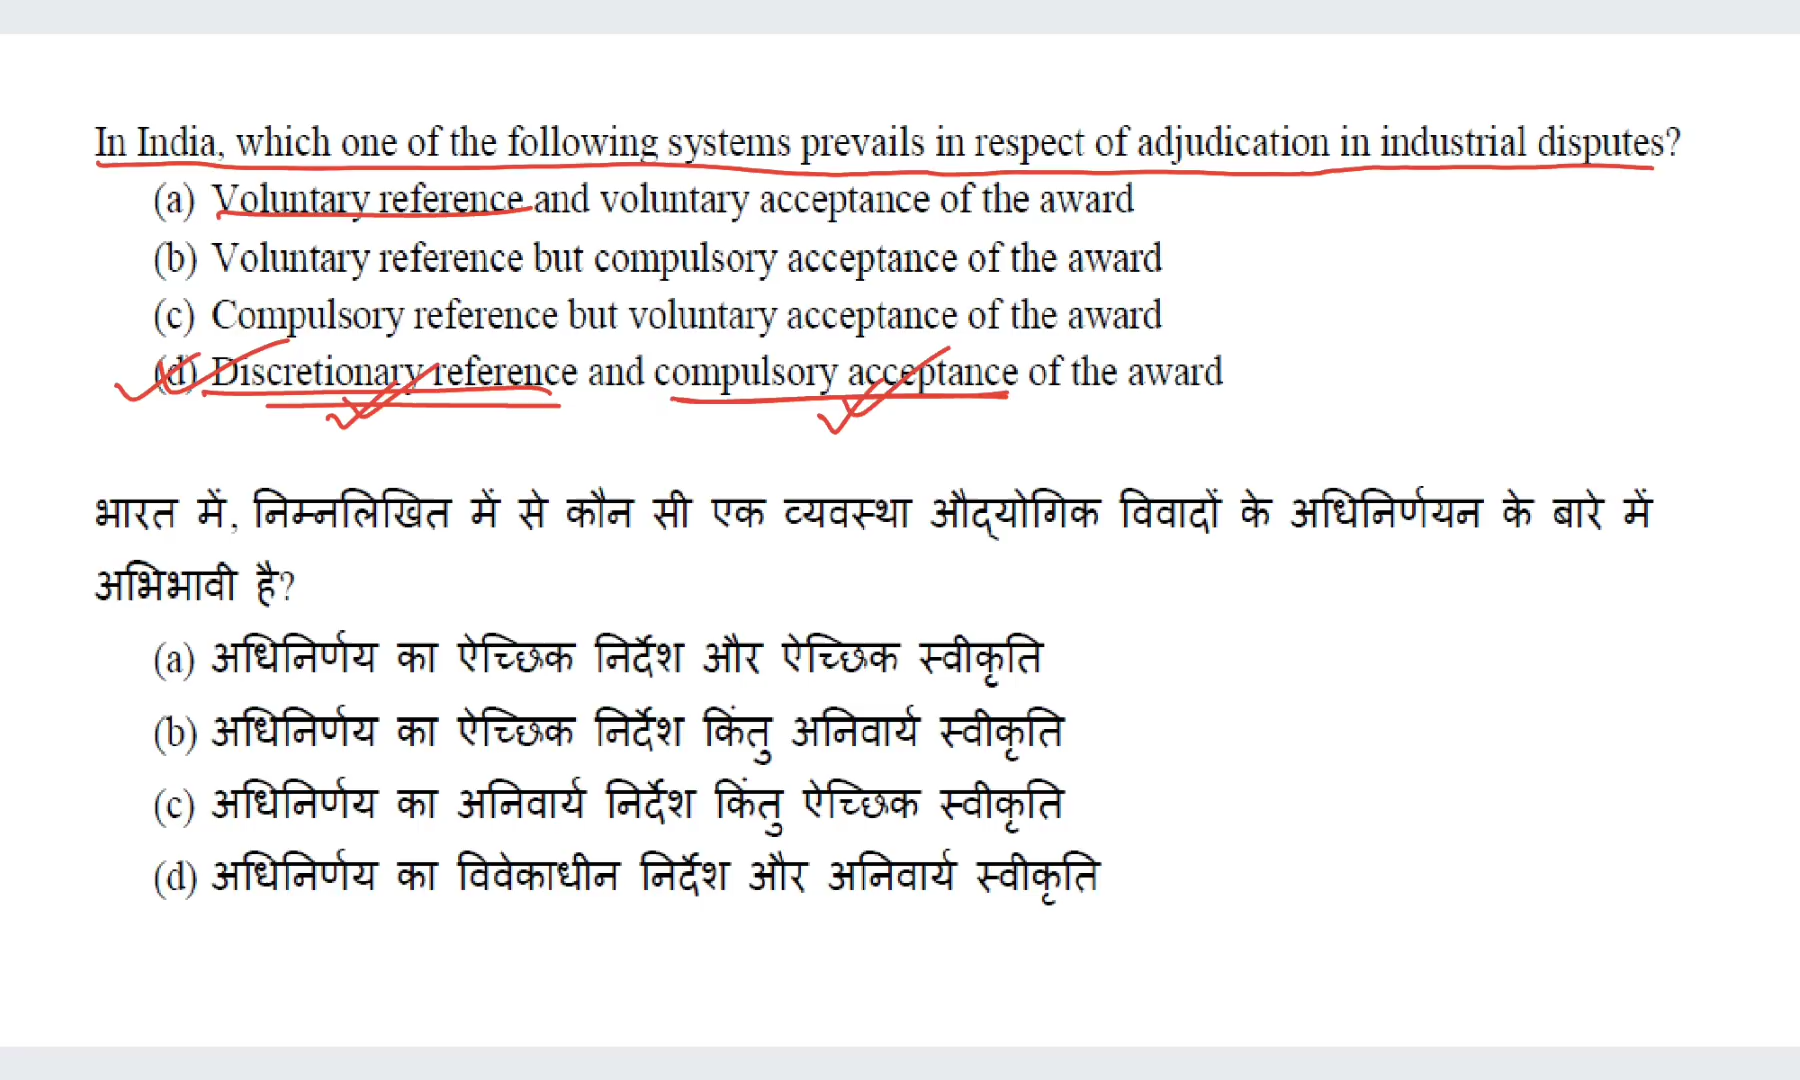 In India, which one of the following systems prevails in respect of adjudication in industrial disputes?
(a) Voluntary reference and voluntary acceptance of the award
(b) Voluntary reference but compulsory acceptance of the award
(c) Compulsory reference but voluntary acceptance of the award
(d) Discretionary reference and compulsory acceptance of the award
भारत में, निम्नलिखित में से कौन सी एक व्यवस्था औद्योगिक विवादों के अधिनिर्णयन के बारे में
अभिभावी है?
(a) अधिनिर्णय का ऐच्छिक निर्देश और ऐच्छिक स्वीकृति
(b) अधिनिर्णय का ऐच्छिक निर्देश किंतु अनिवार्य स्वीकृति
(c) अधिनिर्णय का अनिवार्य निर्देश किंतु ऐच्छिक स्वीकृति
(d) अधिनिर्णय का विवेकाधीन निर्देश और अनिवार्य स्वीकृति